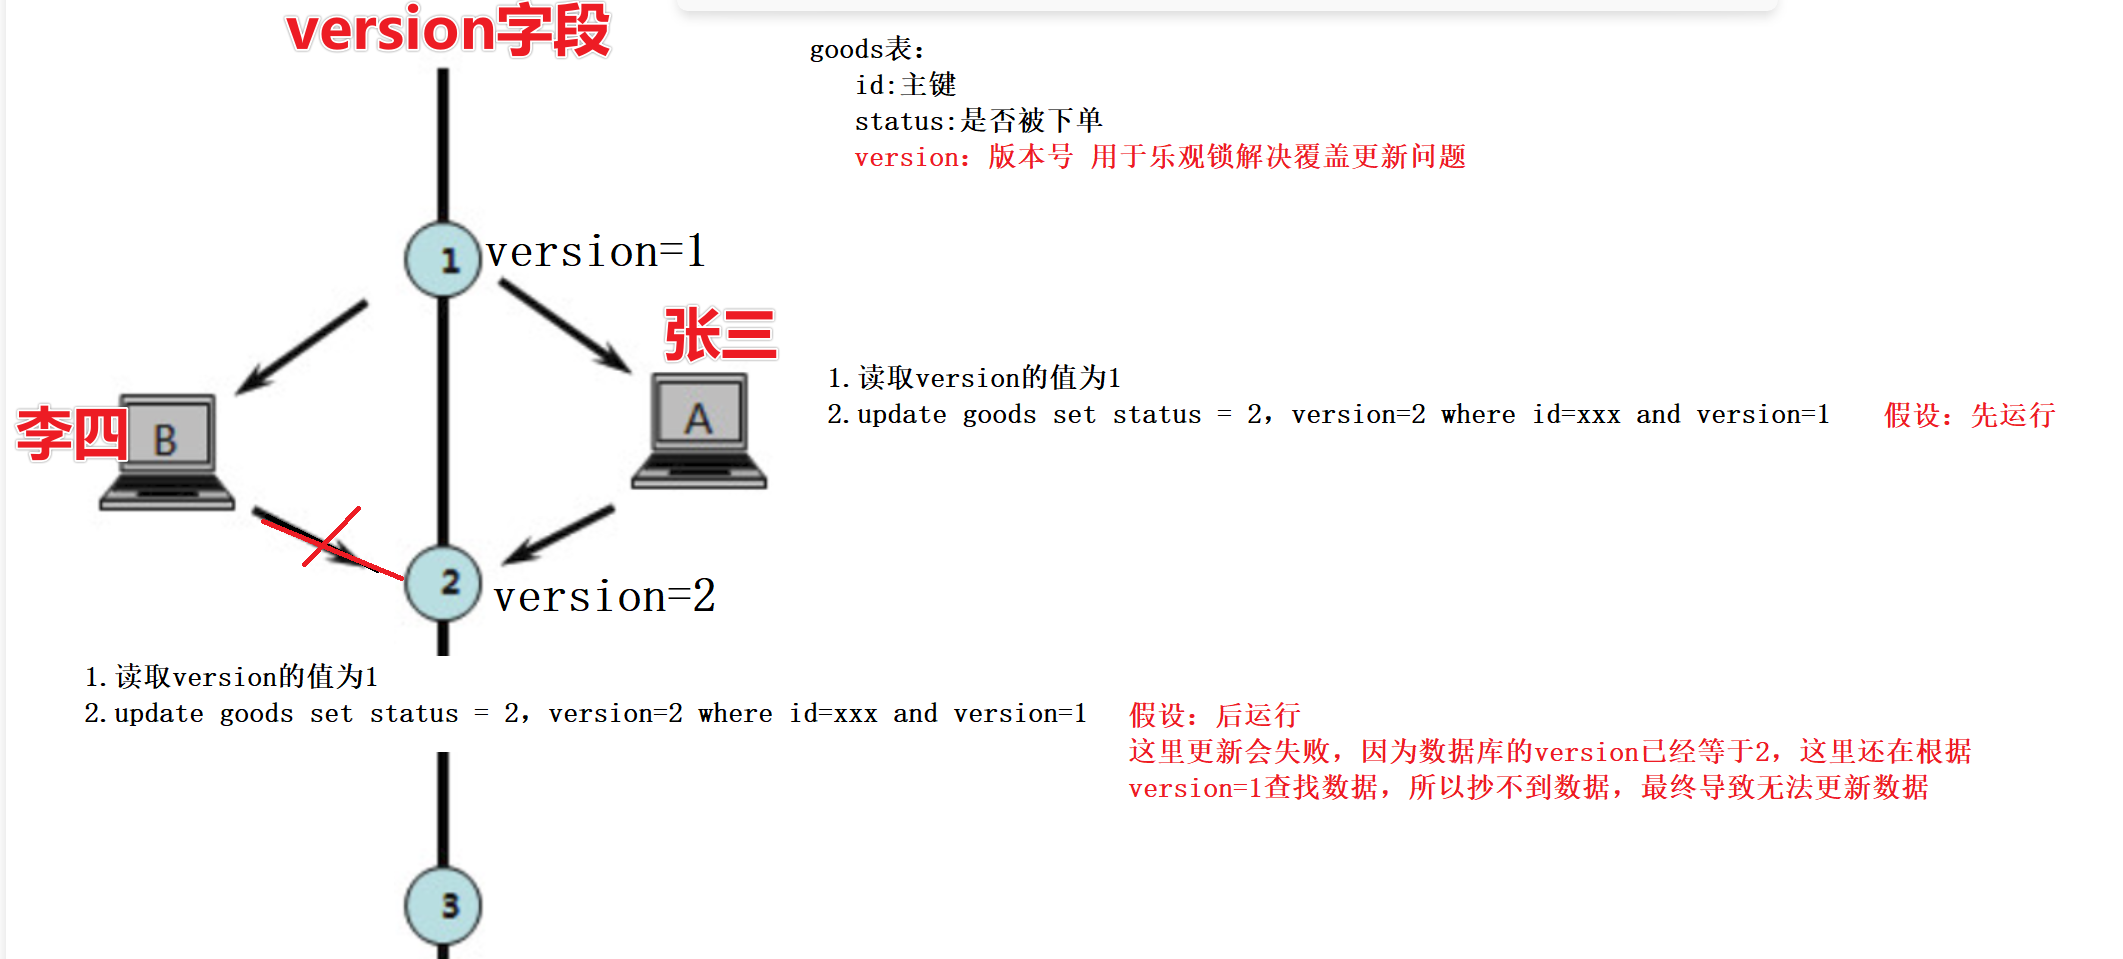 version字段
goods表：
id:主键
status:是否被下单
version：版本号 用于乐观锁解决覆盖更新问题
1
version=1
张三
A
1.读取version的值为1
2.update goods set status = 2，version=2 where id=xxx and version=1
假设：先运行
李四
B
2
version=2
1.读取version的值为1
2.update goods set status = 2，version=2 where id=xxx and version=1
假设：后运行
这里更新会失败，因为数据库的version已经等于2，这里还在根据
version=1查找数据，所以抄不到数据，最终导致无法更新数据
3